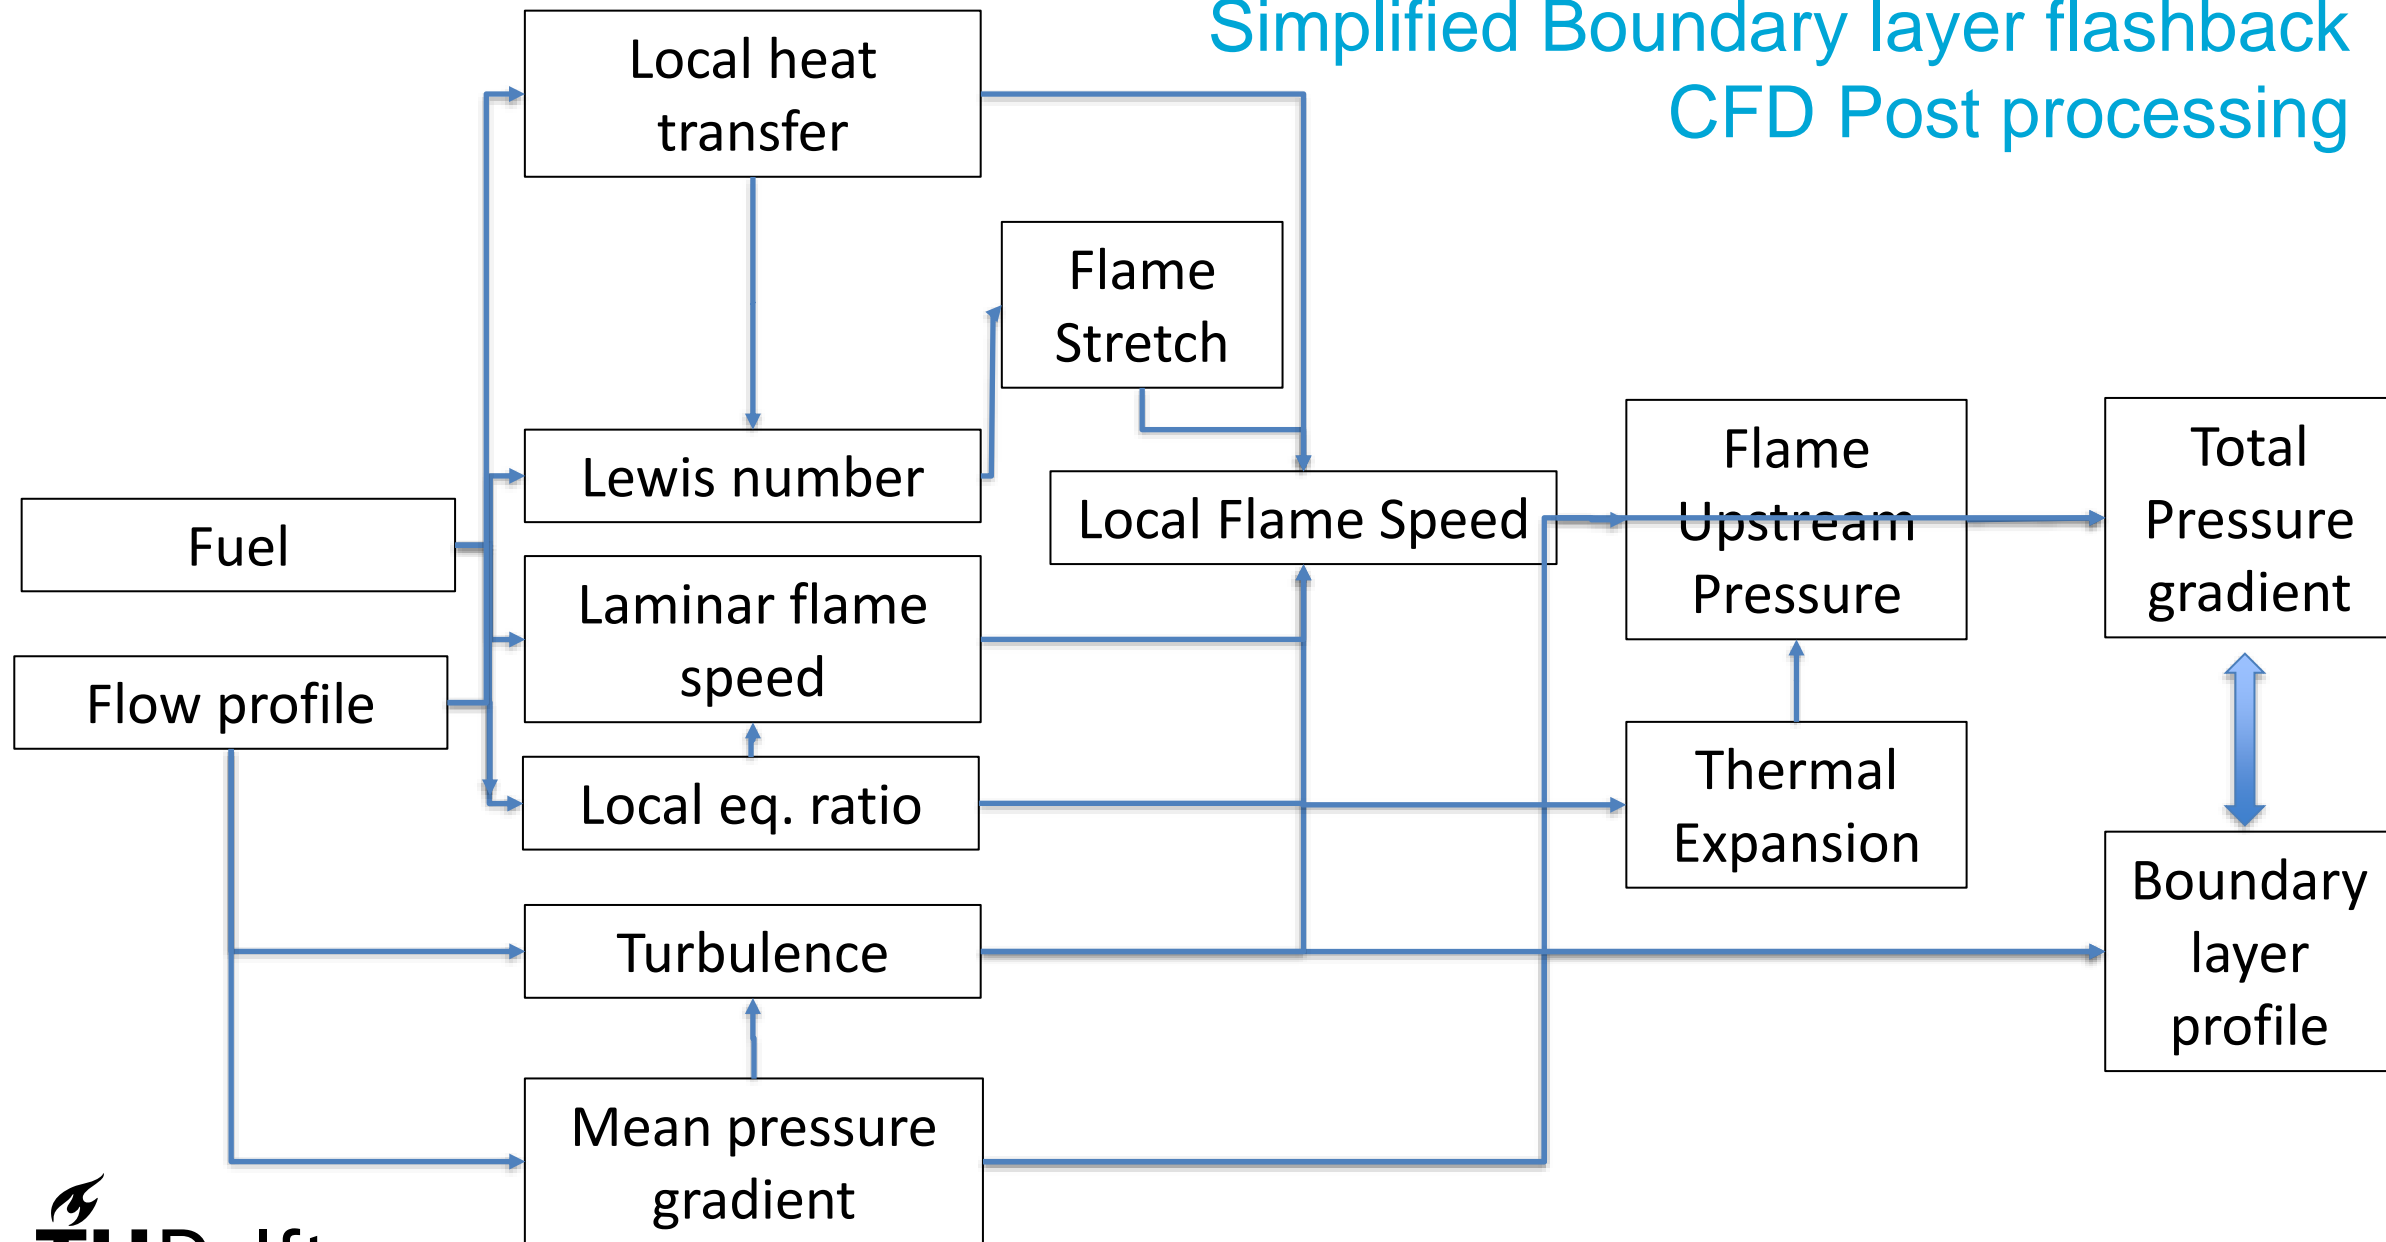 Simplified Boundary layer flashback
CFD Post processing
Local heat
transfer
Flame
Stretch
Lewis number
Fuel
Local Flame Speed
Flame
Upstream
Pressure
Total
Pressure
gradient
Laminar flame
speed
Flow profile
Local eq. ratio
Thermal
Expansion
Turbulence
Boundary
layer
profile
Mean pressure
gradient
TUDelft